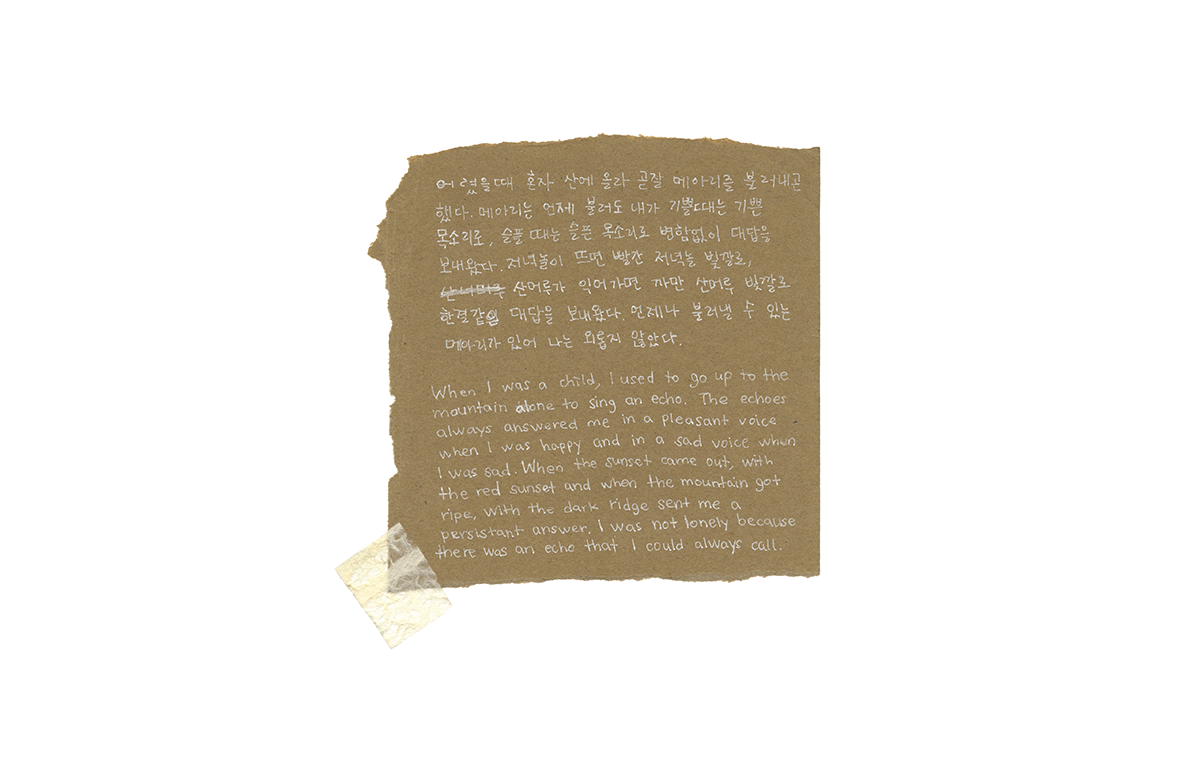 어렸을때 혼자 산에 올라 곧잘 메아리를 불러내곤
했다. 메아리는 언제 불러도 내가 기쁠때는 기쁜
목소리로, 슬플 때는 슬픈 목소리로 변함없이 대답을
보내왔다. 저녁놀이 뜨면 빨간 저녁놀 빛깔로,
산머루가 익어가면 까만 산머루 빛깔로
한결같이 대답을 보내왔다. 언제나 불러낼 수 있는
메아리가 있어 나는 외롭지 않았다.
When I was a child, I used to go up to the
mountain alone to sing an echo. The echoes
always answered me in a pleasant voice
when I was happy and in a sad voice when
I was sad. When the sunset came out, with
the red sunset and when the mountain got
ripe, with the dark ridge sent me a
persistant answer. I was not lonely because
there was an echo that I could always call.